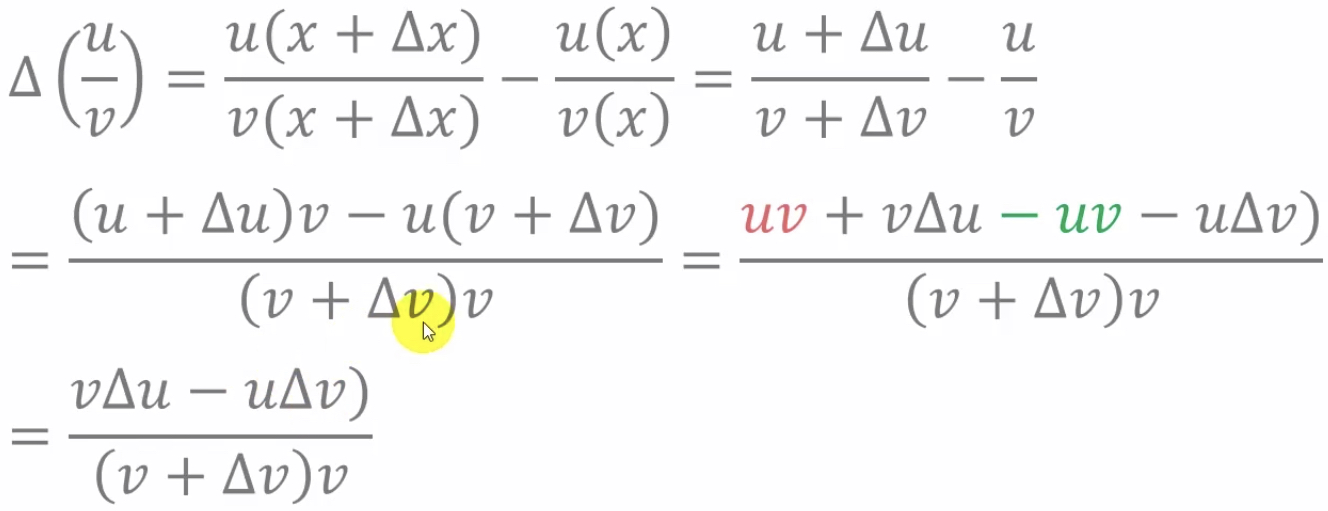 Δ(u/v) = u(x + Δx)/v(x + Δx) − u(x)/v(x) = (u + Δu)/(v + Δv) − u/v
= ((u + Δu)v − u(v + Δv))/((v + Δv)v) = (uv + vΔu − uv − uΔv))/((v + Δv)v)
= (vΔu − uΔv))/((v + Δv)v)